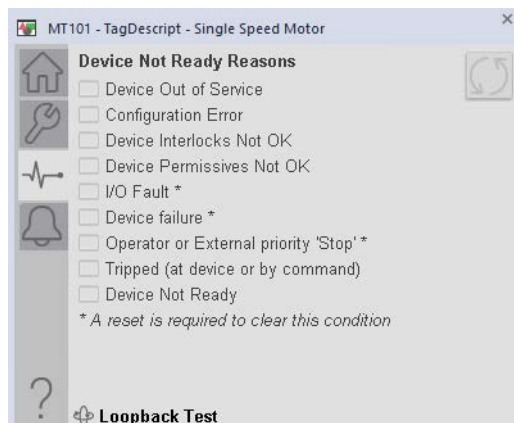 MT101 - TagDescript - Single Speed Motor
Device Not Ready Reasons
Device Out of Service
Configuration Error
Device Interlocks Not OK
Device Permissives Not OK
I/O Fault *
Device failure *
Operator or External priority 'Stop' *
Tripped (at device or by command)
Device Not Ready
* A reset is required to clear this condition
?
Loopback Test